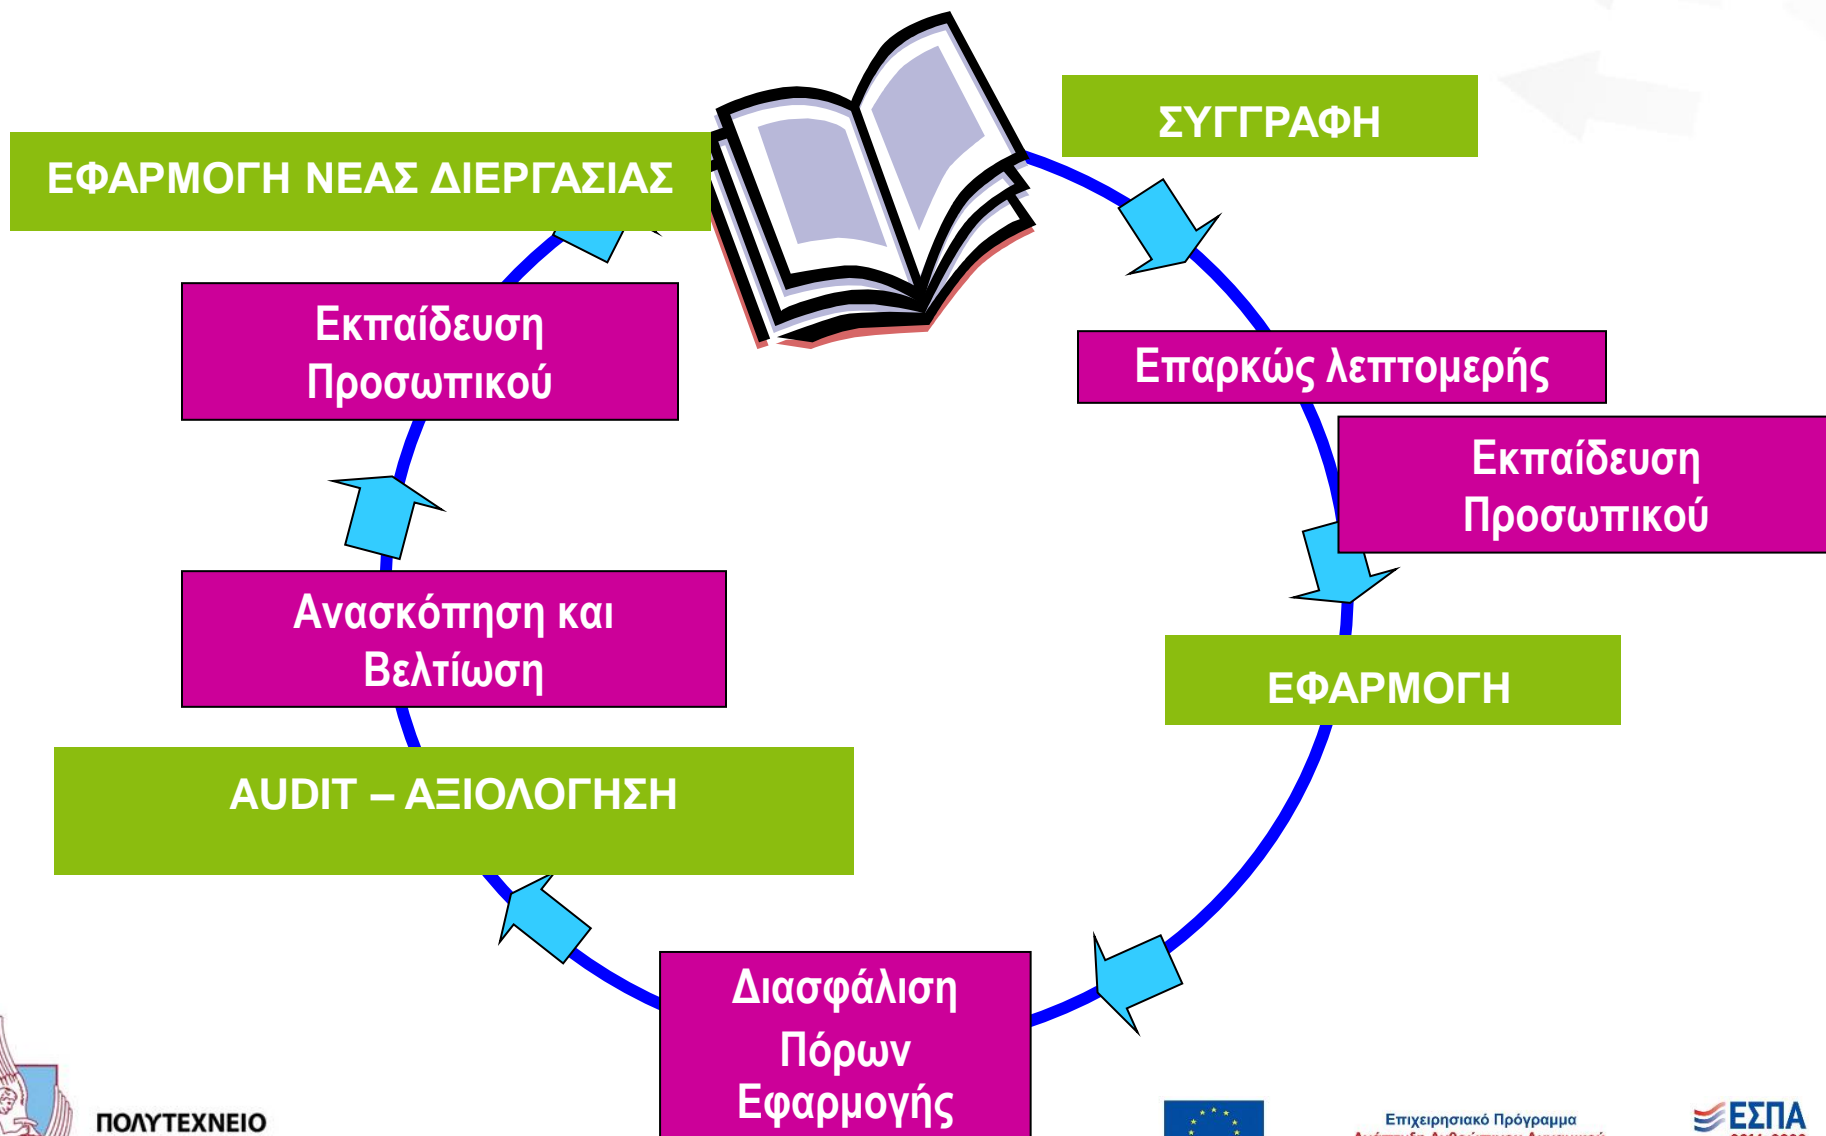 ΣΥΓΓΡΑΦΗ
ΕΦΑΡΜΟΓΗ ΝΕΑΣ ΔΙΕΡΓΑΣΙΑΣ
Εκπαίδευση
Προσωπικού
Επαρκώς λεπτομερής
Εκπαίδευση
Προσωπικού
Ανασκόπηση και
Βελτίωση
ΕΦΑΡΜΟΓΗ
AUDIT – ΑΞΙΟΛΟΓΗΣΗ
Διασφάλιση
Πόρων
Εφαρμογής
ΠΟΛΥΤΕΧΝΕΙΟ
Επιχειρησιακό Πρόγραμμα
ΕΣΠΑ